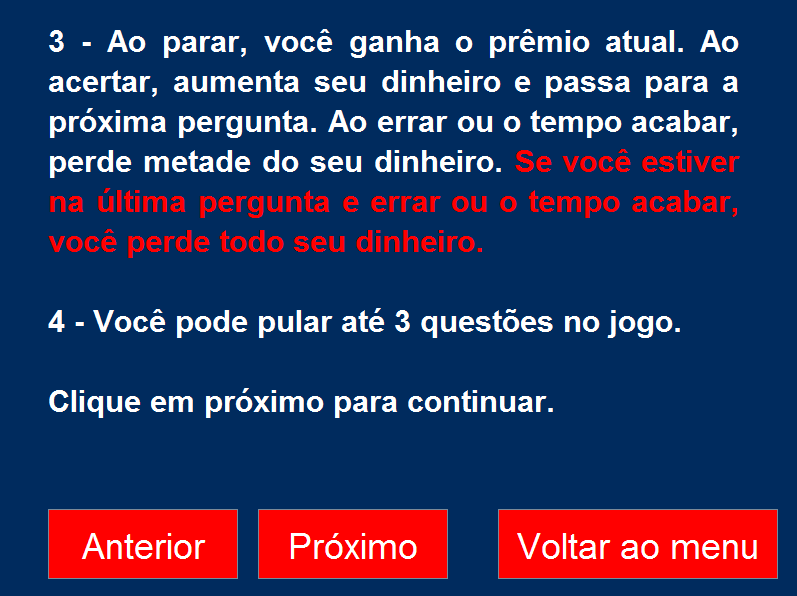 3 - Ao parar, você ganha o prêmio atual. Ao
acertar, aumenta seu dinheiro e passa para a
próxima pergunta. Ao errar ou o tempo acabar,
perde metade do seu dinheiro. Se você estiver
na última pergunta e errar ou o tempo acabar,
você perde todo seu dinheiro.
4 - Você pode pular até 3 questões no jogo.
Clique em próximo para continuar.
Anterior
Próximo
Voltar ao menu